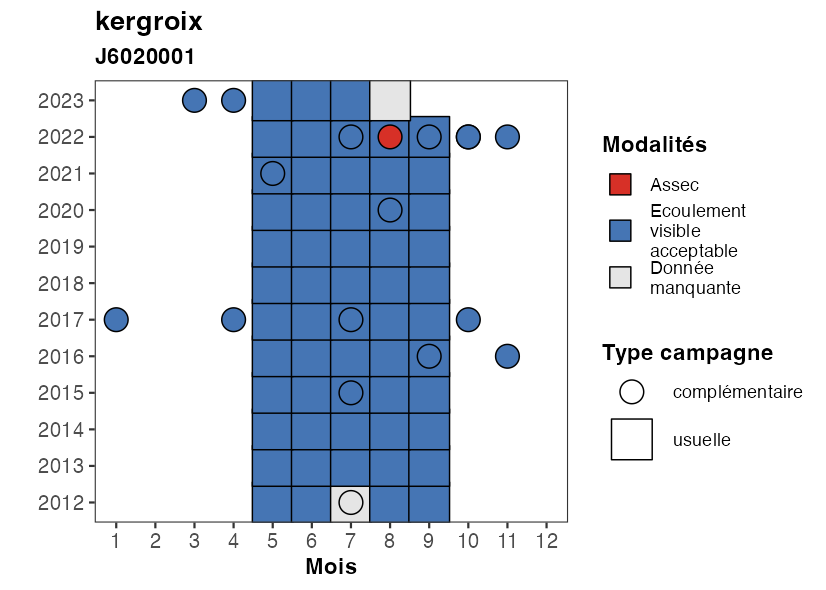 kergroix
J6020001
2023
2022
2021
2020
2019
2018
2017
2016
2015
2014
2013
2012
1 2 3 4 5 6 7 8 9 10 11 12
Mois
Modalités
Assec
Ecoulement
visible
acceptable
Donnée
manquante
Type campagne
complémentaire
usuelle